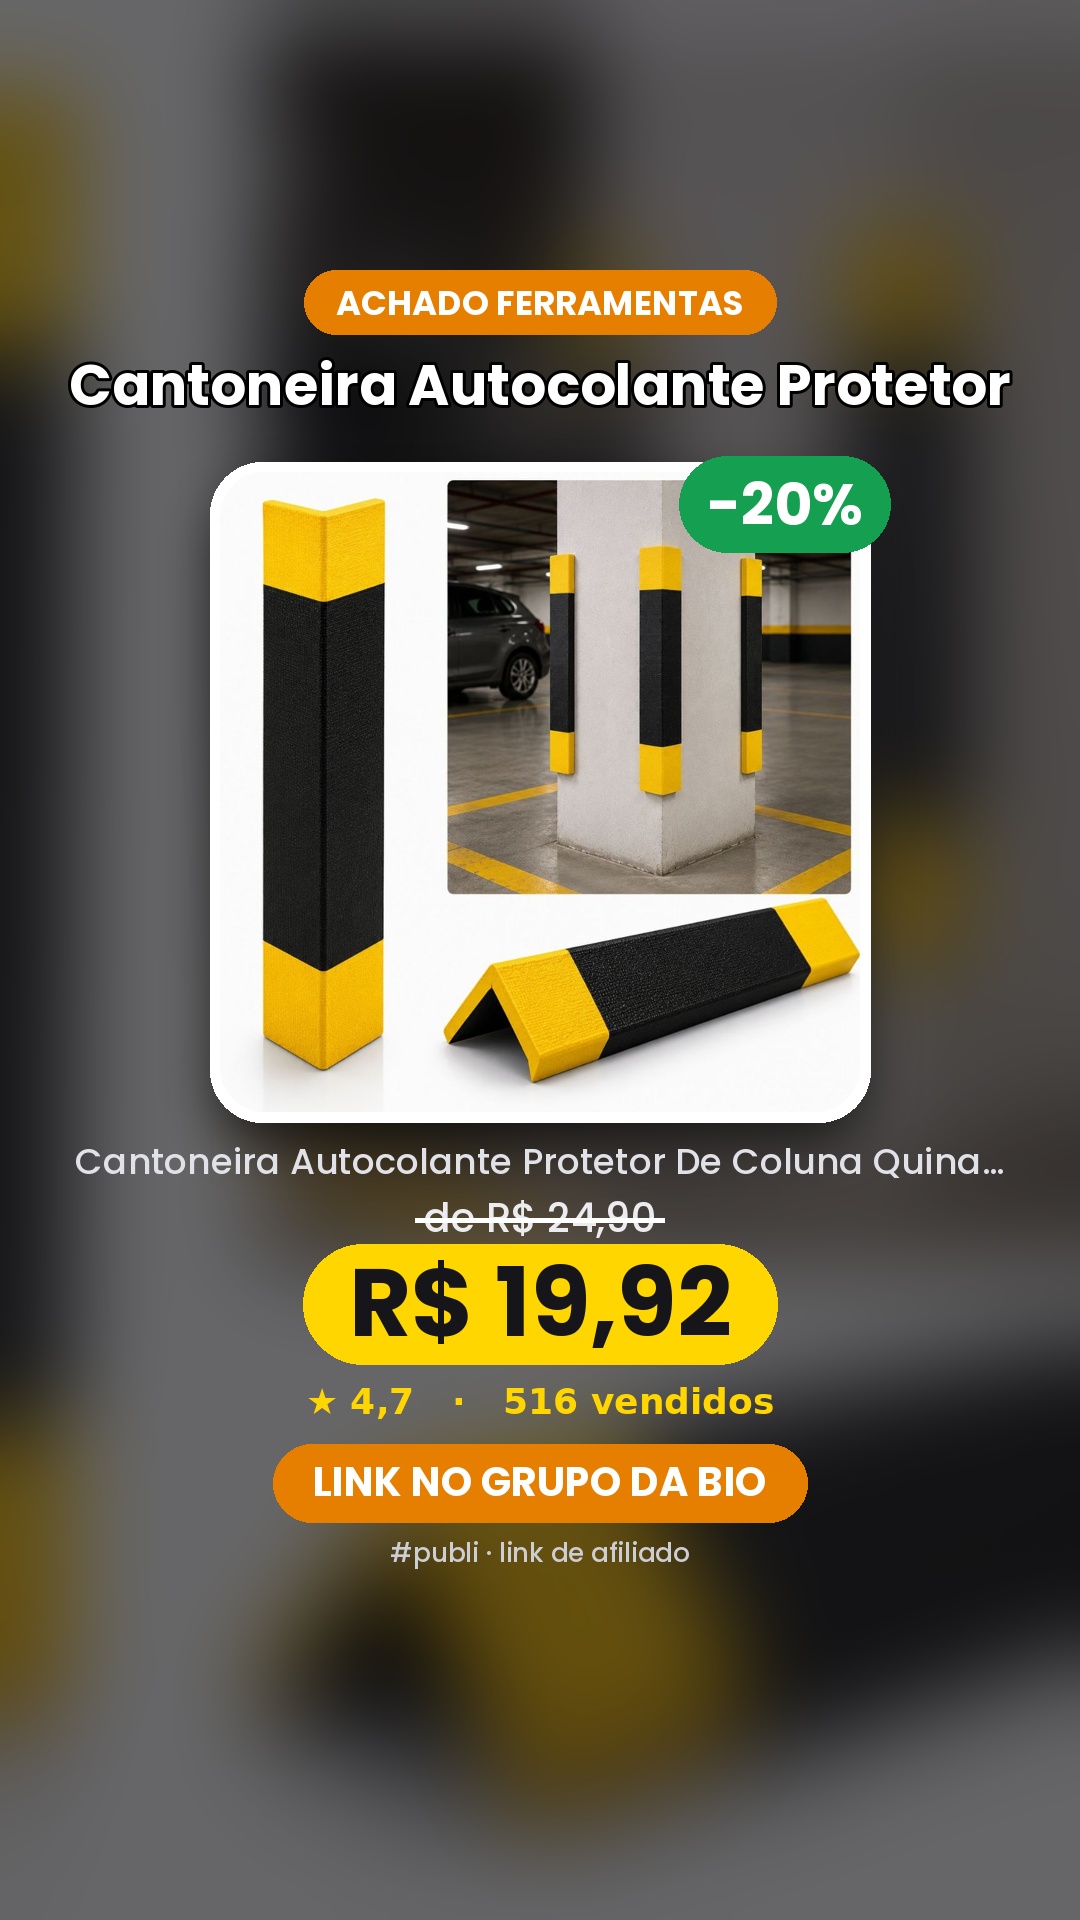 ACHADO FERRAMENTAS
Cantoneira Autocolante Protetor
-20%
Cantoneira Autocolante Protetor De Coluna Quina...
de R$ 24,90
R$ 19,92
★ 4,7 · 516 vendidos
LINK NO GRUPO DA BIO
#publi · link de afiliado